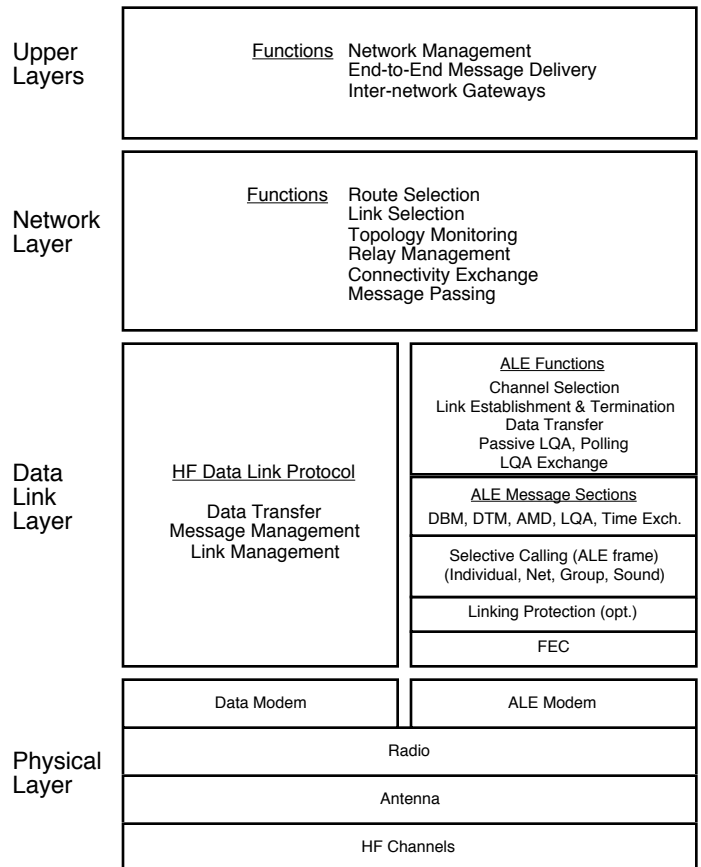 Upper
Layers
Functions Network Management
End-to-End Message Delivery
Inter-network Gateways
Network
Layer
Functions Route Selection
Link Selection
Topology Monitoring
Relay Management
Connectivity Exchange
Message Passing
Data
Link
Layer
HF Data Link Protocol
Data Transfer
Message Management
Link Management
ALE Functions
Channel Selection
Link Establishment & Termination
Data Transfer
Passive LQA, Polling
LQA Exchange
ALE Message Sections
DBM, DTM, AMD, LQA, Time Exch.
Selective Calling (ALE frame)
(Individual, Net, Group, Sound)
Linking Protection (opt.)
FEC
Physical
Layer
Data Modem
ALE Modem
Radio
Antenna
HF Channels